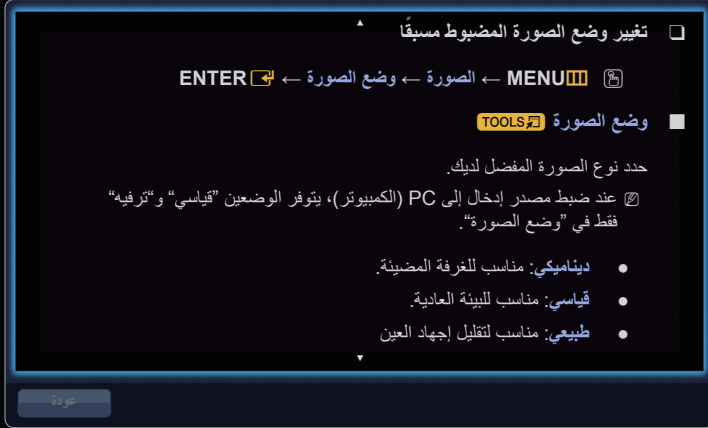 تغيير وضع الصورة المضبوط مسبقًا
MENU ← الصورة ← وضع الصورة ← ENTER
وضع الصورة TOOLS
حدد نوع الصورة المفضل لديك.
عند ضبط مصدر إدخال إلى PC (الكمبيوتر)، يتوفر الوضعين ”قياسي“ و“ترفيه“
فقط في ”وضع الصورة“.
ديناميكي: مناسب للغرفة المضيئة.
قياسي: مناسب للبيئة العادية.
طبيعي: مناسب لتقليل إجهاد العين
عودة